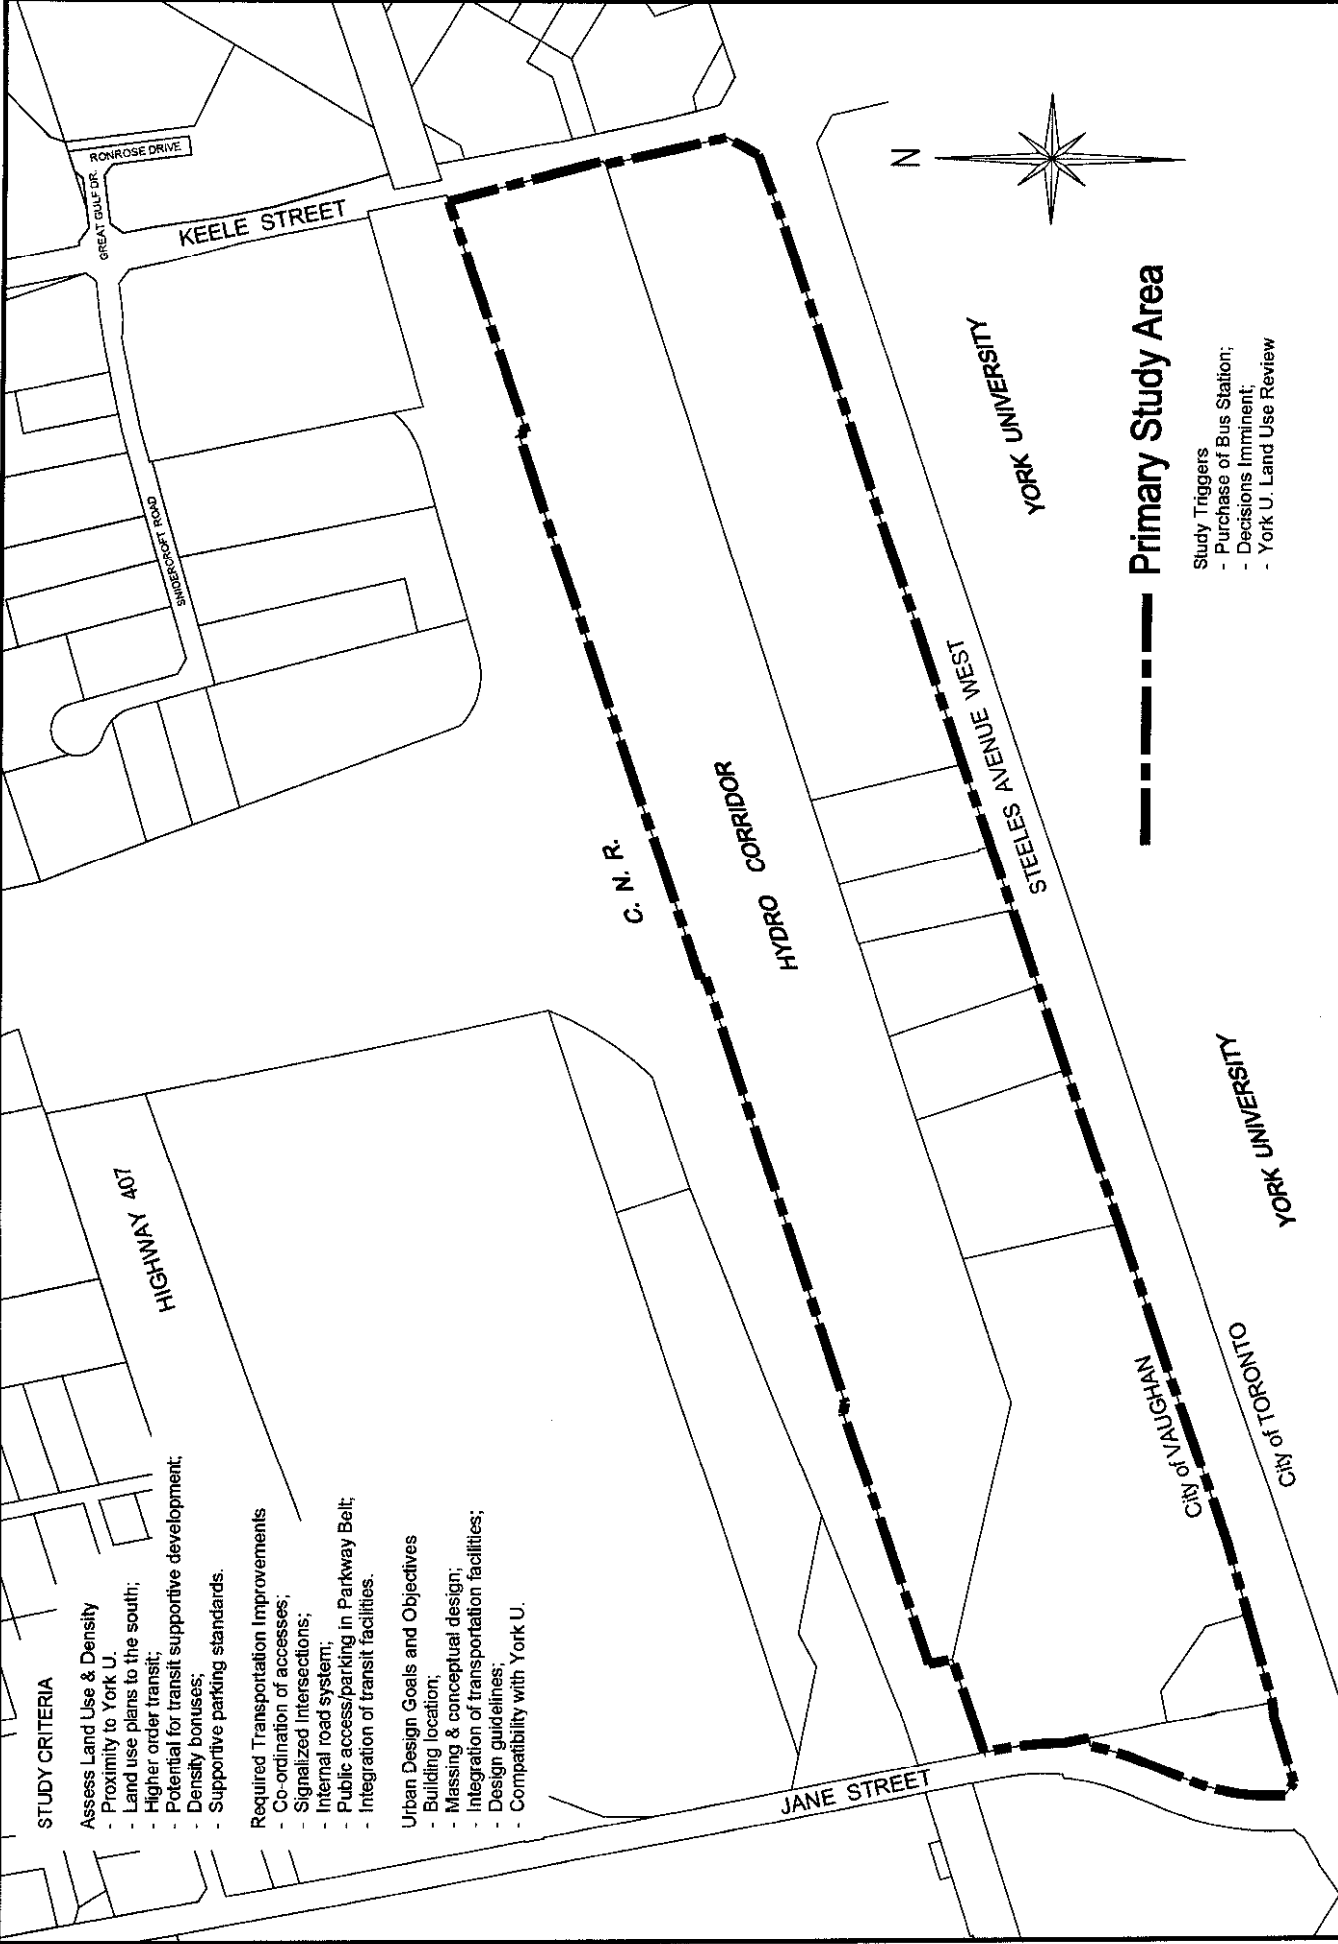 STUDY CRITERIA
Assess Land Use & Density
- Proximity to York U.
- Land use plans to the south;
- Higher order transit;
- Potential for transit supportive development;
- Density bonuses;
- Supportive parking standards.
Required Transportation Improvements
- Co-ordination of accesses;
- Signalized Intersections;
- Internal road system;
- Public access/parking in Parkway Belt;
- Integration of transit facilities.
Urban Design Goals and Objectives
- Building location;
- Massing & conceptual design;
- Integration of transportation facilities;
- Design guidelines;
- Compatibility with York U.
HIGHWAY 407
SNIDERCROFT ROAD
GREAT GULF DR.
RONROSE DRIVE
KEELE STREET
C. N. R.
HYDRO CORRIDOR
JANE STREET
STEELES AVENUE WEST
City of VAUGHAN
City of TORONTO
YORK UNIVERSITY
YORK UNIVERSITY
N
Primary Study Area
Study Triggers
- Purchase of Bus Station;
- Decisions Imminent;
- York U. Land Use Review